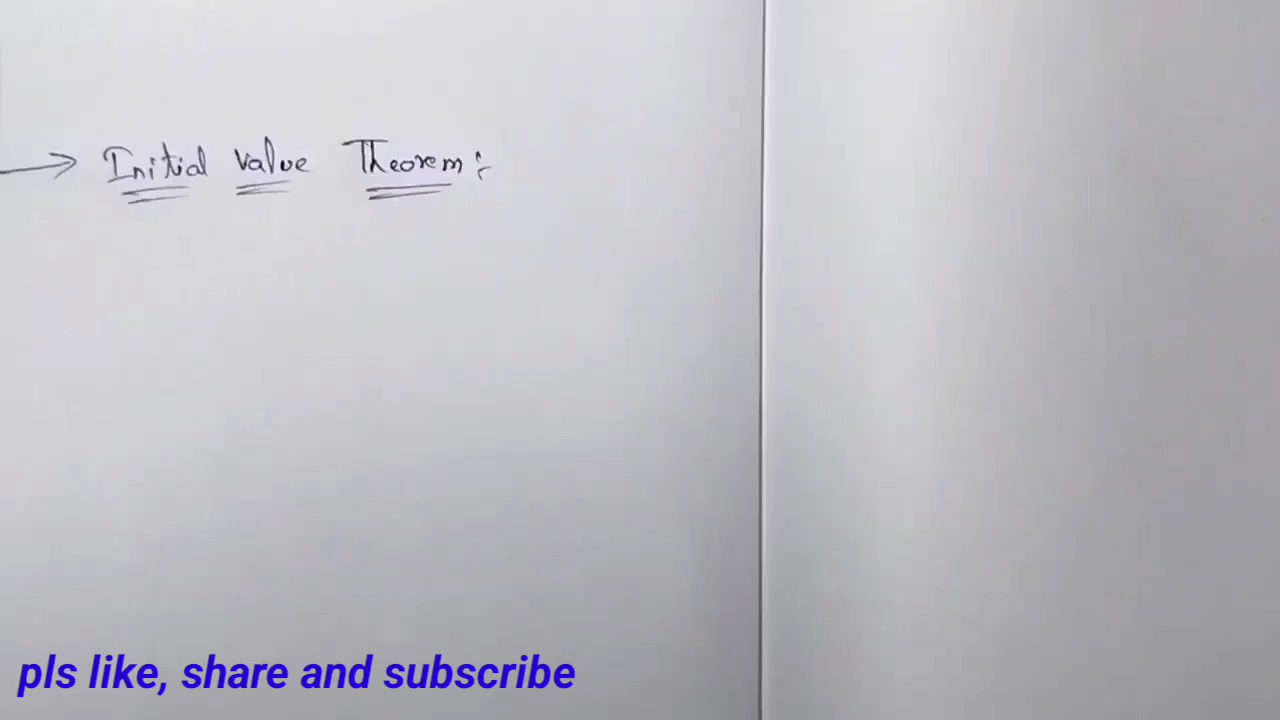 → Initial Value Theorem :-
pls like, share and subscribe